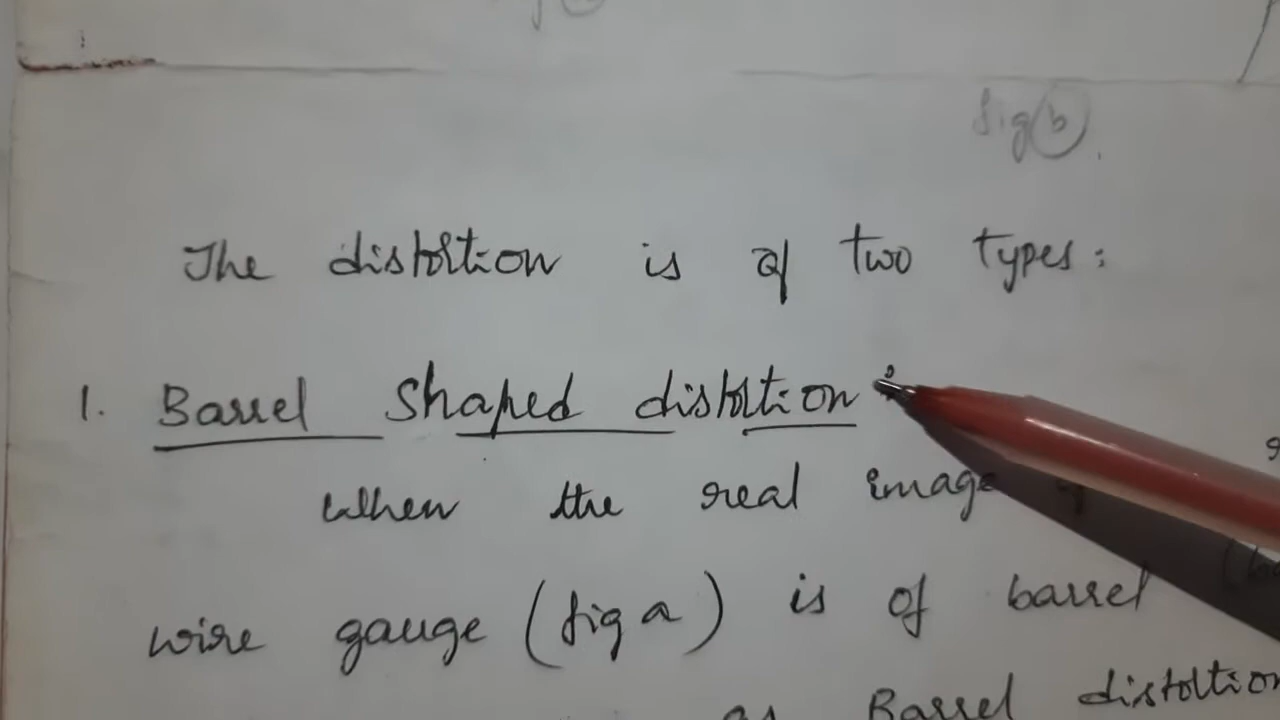 fig b.
The distortion is of two types:
1. Barrel shaped distortion:
when the real image
wire gauge (fig a) is of barrel
as Barrel distortion